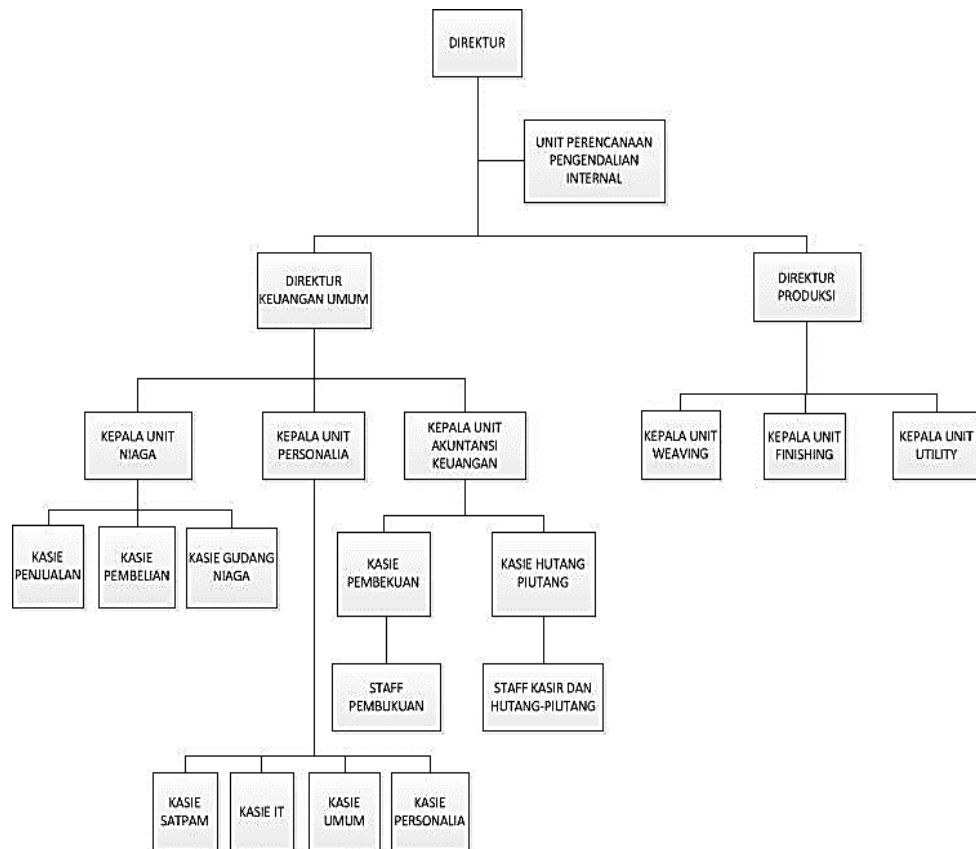 DIREKTUR
UNIT PERENCANAAN
PENGENDALIAN
INTERNAL
DIREKTUR
KEUANGAN UMUM
DIREKTUR
PRODUKSI
KEPALA UNIT
NIAGA
KEPALA UNIT
PERSONALIA
KEPALA UNIT
AKUNTANSI
KEUANGAN
KEPALA UNIT
WEAVING
KEPALA UNIT
FINISHING
KEPALA UNIT
UTILITY
KASIE
PENJUALAN
KASIE
PEMBELIAN
KASIE GUDANG
NIAGA
KASIE
PEMBEKUAN
KASIE HUTANG
PIUTANG
STAFF
PEMBUKUAN
STAFF KASIR DAN
HUTANG-PIUTANG
KASIE
SATPAM
KASIE IT
KASIE
UMUM
KASIE
PERSONALIA